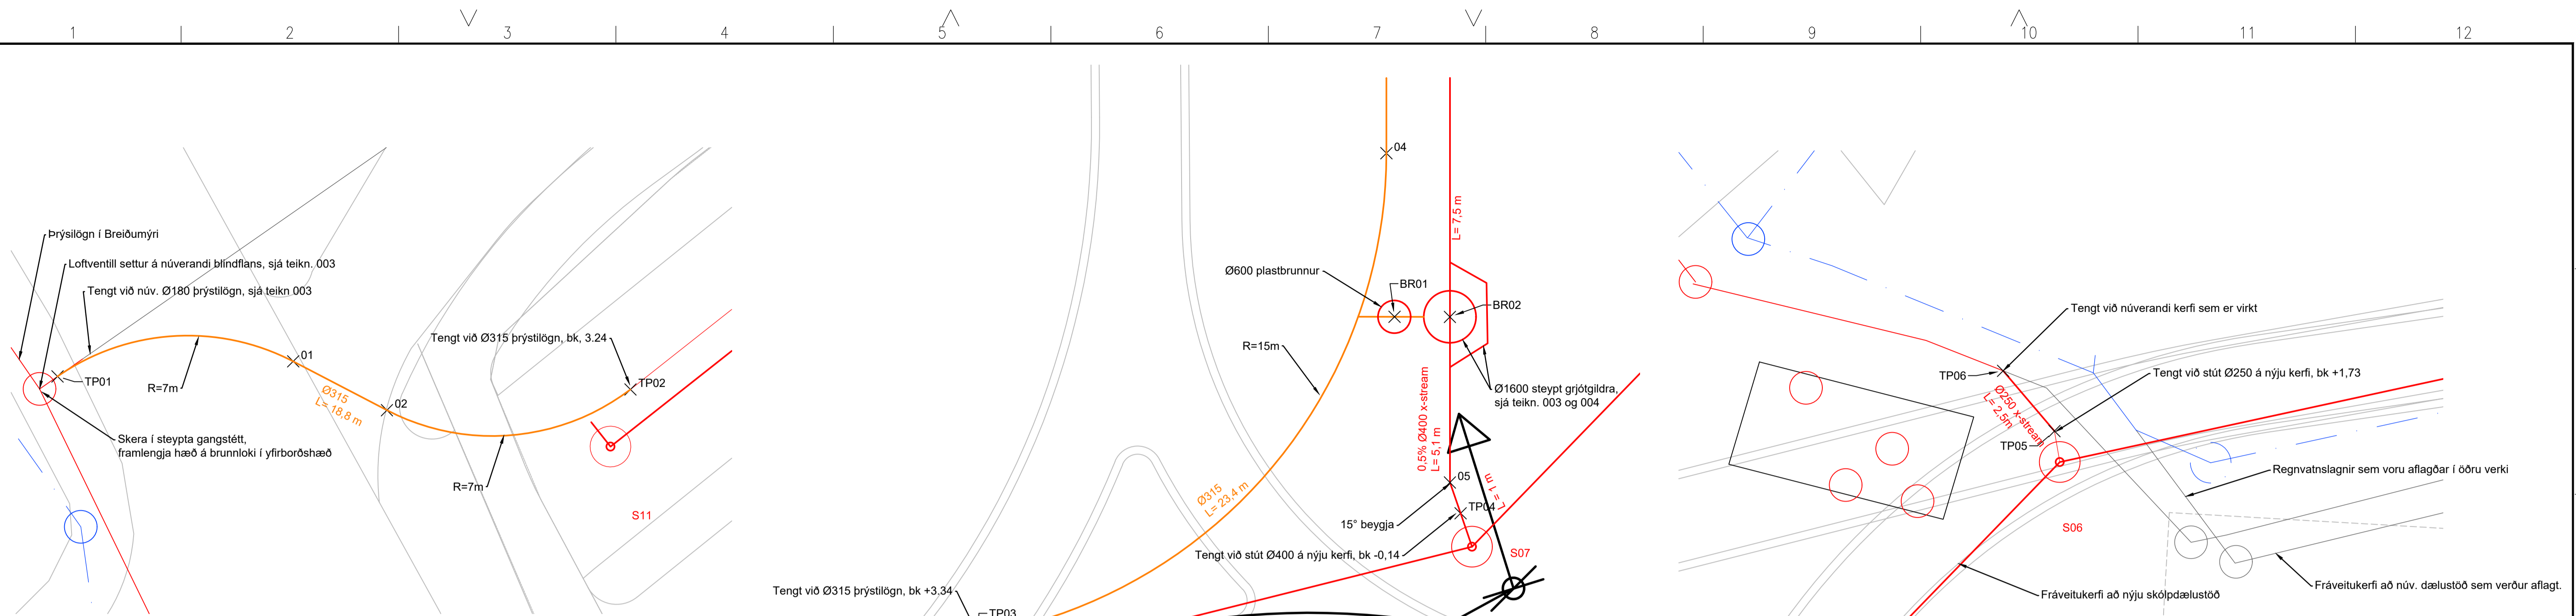 1 2 3 4 5 6 7 8 9 10 11 12
Þrýsilögn í Breiðumýri
Loftventill settur á núverandi blindflans, sjá teikn. 003
Tengt við núv. Ø180 þrýstilögn, sjá teikn 003
TP01
R=7m
01
Ø315
L= 18,8 m
02
Skera í steypta gangstétt,
framlengja hæð á brunnloki í yfirborðshæð
R=7m
Tengt við Ø315 þrýstilögn, bk, 3.24
TP02
S11
04
L= 7,5 m
Ø600 plastbrunnur
BR01
BR02
R=15m
Ø1600 steypt grjótgildra,
sjá teikn. 003 og 004
0,5% Ø400 x-stream
L= 5,1 m
05
L= 1 m
Ø315
L= 23,4 m
TP04
15° beygja
Tengt við stút Ø400 á nýju kerfi, bk -0,14
S07
Tengt við Ø315 þrýstilögn, bk +3.34
TP03
Tengt við núverandi kerfi sem er virkt
TP06
Tengt við stút Ø250 á nýju kerfi, bk +1,73
Ø250 x-stream
L= 2,5m
TP05
Regnvatnslagnir sem voru aflagðar í öðru verki
S06
Fráveitukerfi að núv. dælustöð sem verður aflagt.
Fráveitukerfi að nýju skólpdælustöð